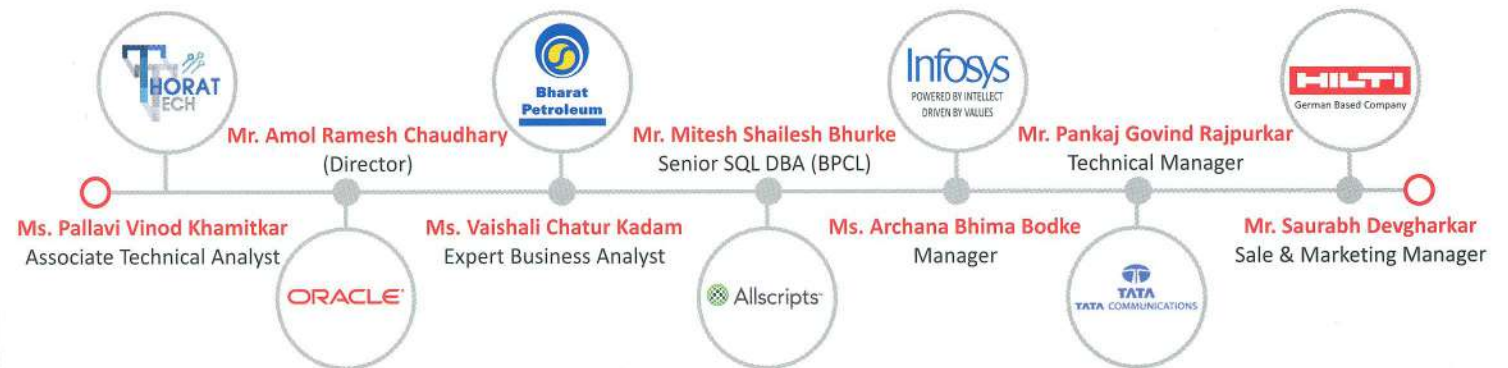 THORAT
TECH
Mr. Amol Ramesh Chaudhary
(Director)
Bharat
Petroleum
Mr. Mitesh Shailesh Bhurke
Senior SQL DBA (BPCL)
Infosys
POWERED BY INTELLECT
DRIVEN BY VALUES
Mr. Pankaj Govind Rajpurkar
Technical Manager
HILTI
German Based Company
Ms. Pallavi Vinod Khamitkar
Associate Technical Analyst
ORACLE
Ms. Vaishali Chatur Kadam
Expert Business Analyst
Allscripts
Ms. Archana Bhima Bodke
Manager
TATA
TATA COMMUNICATIONS
Mr. Saurabh Devgharkar
Sale & Marketing Manager